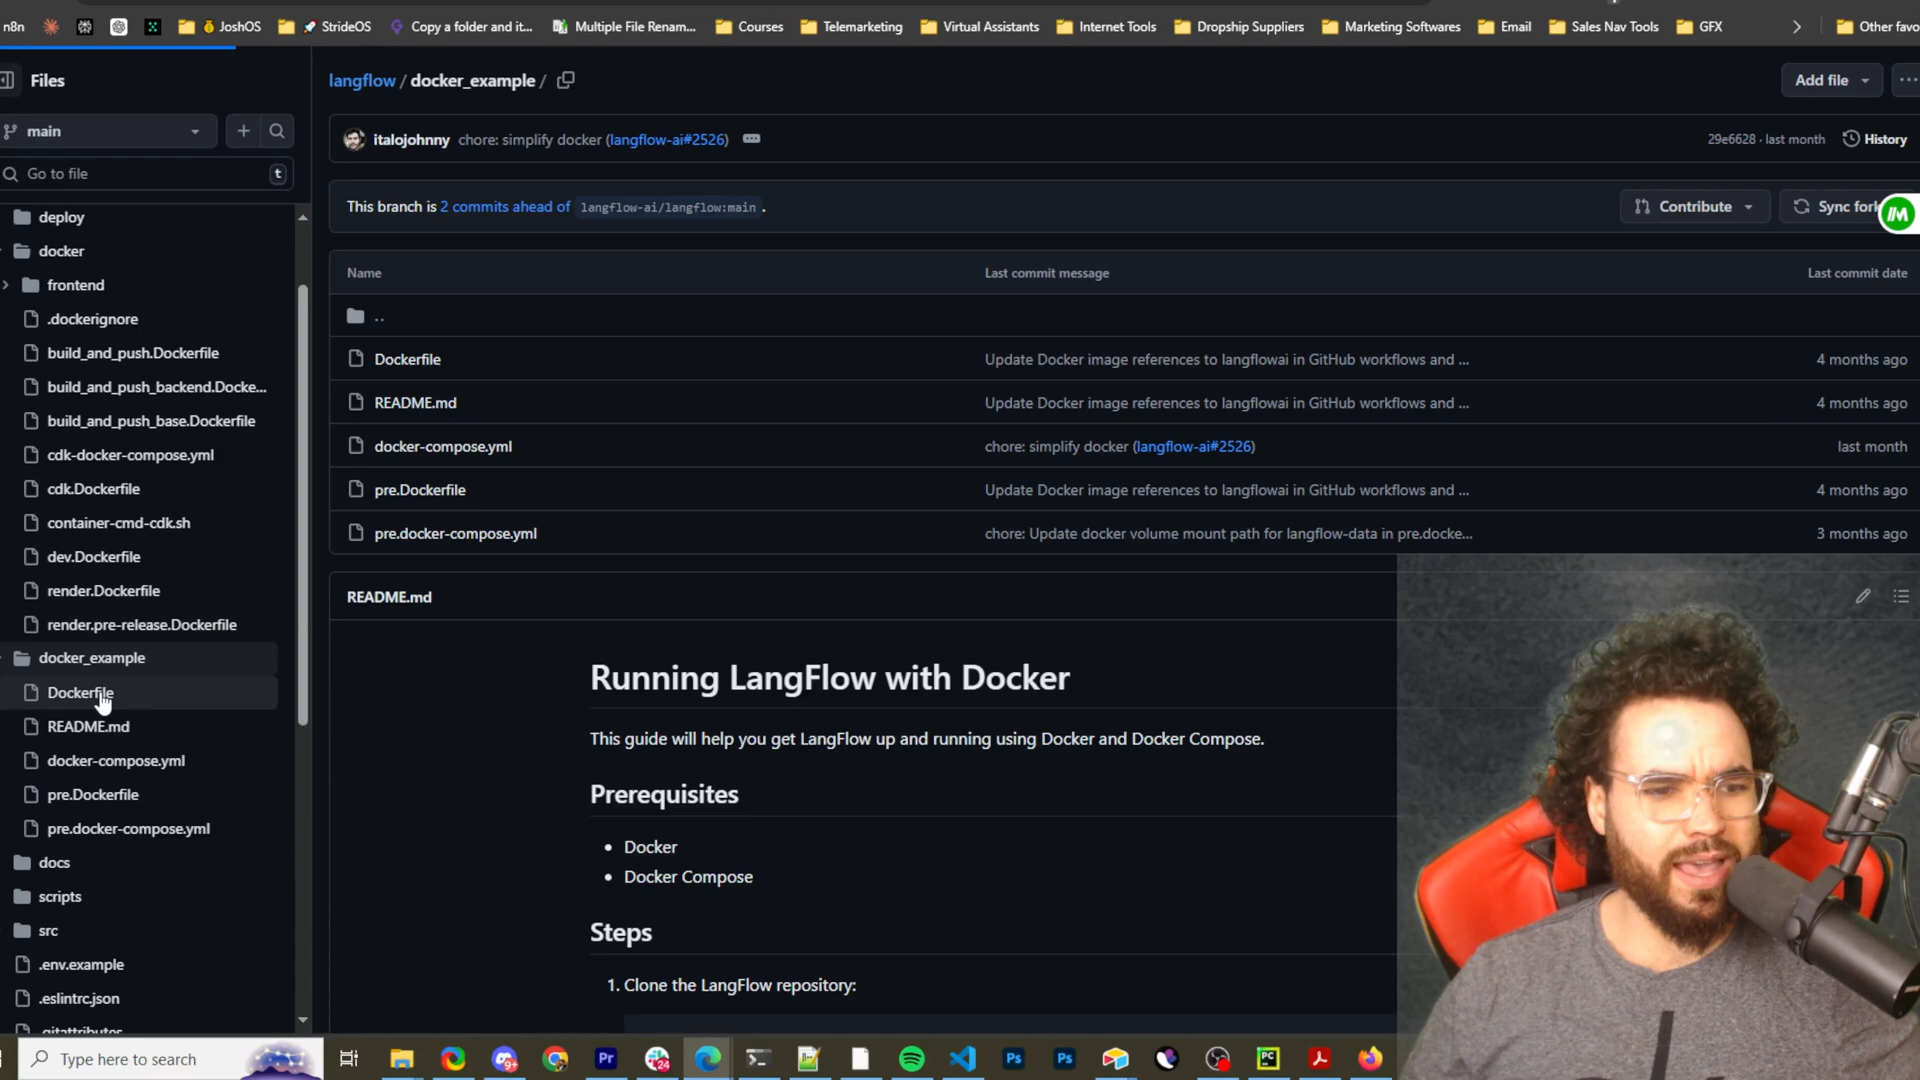 n8n JoshOS StrideOS Copy a folder and it... Multiple File Renam... Courses Telemarketing Virtual Assistants Internet Tools Dropship Suppliers Marketing Softwares Email Sales Nav Tools GFX Other favo
Files
main
Go to file t
deploy
docker
frontend
.dockerignore
build_and_push.Dockerfile
build_and_push_backend.Docke...
build_and_push_base.Dockerfile
cdk-docker-compose.yml
cdk.Dockerfile
container-cmd-cdk.sh
dev.Dockerfile
render.Dockerfile
render.pre-release.Dockerfile
docker_example
Dockerfile
README.md
docker-compose.yml
pre.Dockerfile
pre.docker-compose.yml
docs
scripts
src
.env.example
.eslintrc.json
.gitattributes
langflow / docker_example /
Add file
italojohnny chore: simplify docker (langflow-ai#2526)
29e6628 · last month History
This branch is 2 commits ahead of langflow-ai/langflow:main .
Contribute Sync fork
Name Last commit message Last commit date
..
Dockerfile Update Docker image references to langflowai in GitHub workflows and ... 4 months ago
README.md Update Docker image references to langflowai in GitHub workflows and ... 4 months ago
docker-compose.yml chore: simplify docker (langflow-ai#2526) last month
pre.Dockerfile Update Docker image references to langflowai in GitHub workflows and ... 4 months ago
pre.docker-compose.yml chore: Update docker volume mount path for langflow-data in pre.docke... 3 months ago
README.md
Running LangFlow with Docker
This guide will help you get LangFlow up and running using Docker and Docker Compose.
Prerequisites
• Docker
• Docker Compose
Steps
1. Clone the LangFlow repository:
Type here to search
Pr 24 Ps Ps PC